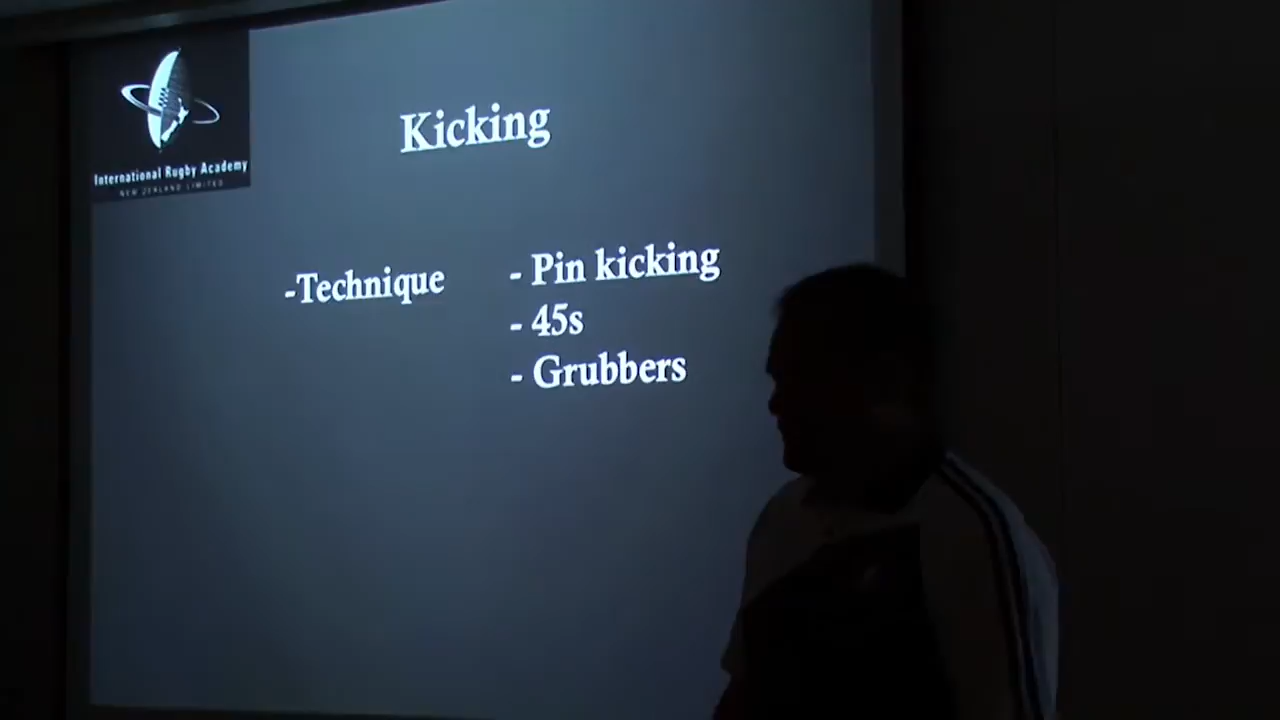 International Rugby Academy
NEW ZEALAND LIMITED
Kicking
-Technique
- Pin kicking
- 45s
- Grubbers